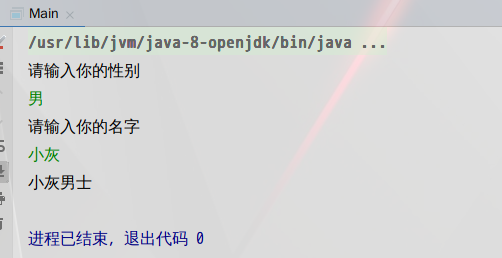 Main
/usr/lib/jvm/java-8-openjdk/bin/java ...
请输入你的性别
男
请输入你的名字
小灰
小灰男士
进程已结束, 退出代码 0